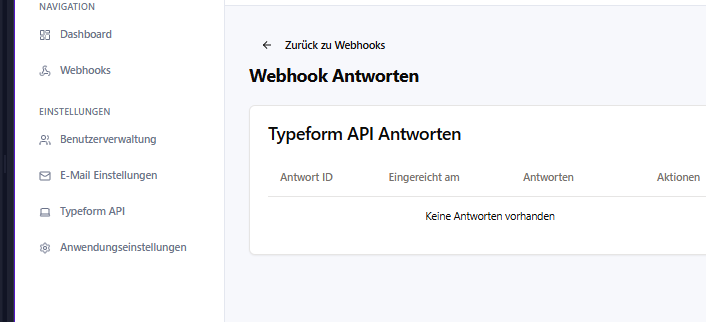 NAVIGATION
Dashboard
Webhooks
EINSTELLUNGEN
Benutzerverwaltung
E-Mail Einstellungen
Typeform API
Anwendungseinstellungen
Zurück zu Webhooks
Webhook Antworten
Typeform API Antworten
Antwort ID Eingereicht am Antworten Aktionen
Keine Antworten vorhanden